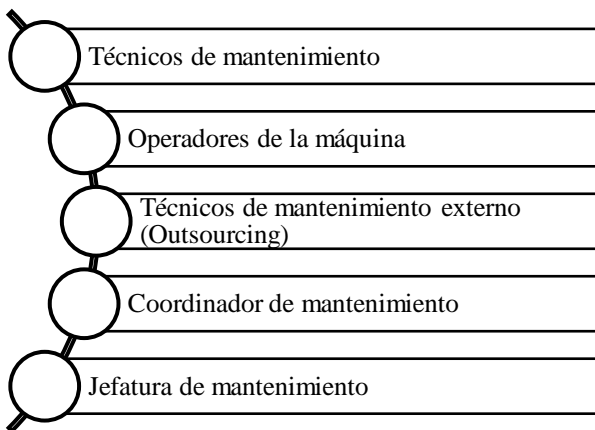 Técnicos de mantenimiento
Operadores de la máquina
Técnicos de mantenimiento externo
(Outsourcing)
Coordinador de mantenimiento
Jefatura de mantenimiento